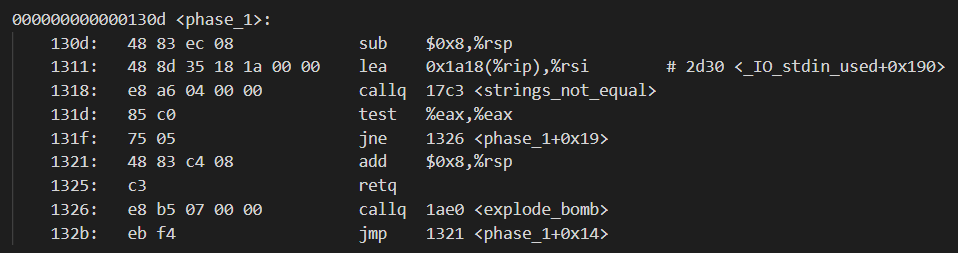 000000000000130d <phase_1>:
130d: 48 83 ec 08 sub $0x8,%rsp
1311: 48 8d 35 18 1a 00 00 lea 0x1a18(%rip),%rsi # 2d30 <_IO_stdin_used+0x190>
1318: e8 a6 04 00 00 callq 17c3 <strings_not_equal>
131d: 85 c0 test %eax,%eax
131f: 75 05 jne 1326 <phase_1+0x19>
1321: 48 83 c4 08 add $0x8,%rsp
1325: c3 retq
1326: e8 b5 07 00 00 callq 1ae0 <explode_bomb>
132b: eb f4 jmp 1321 <phase_1+0x14>